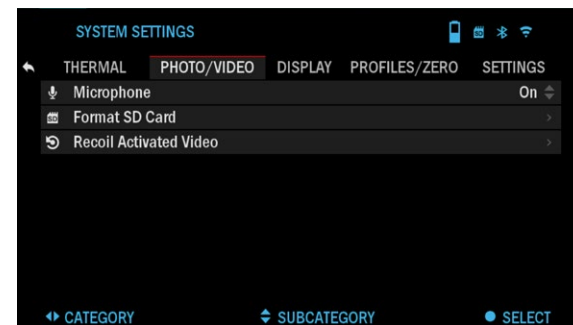 SYSTEM SETTINGS
THERMAL PHOTO/VIDEO DISPLAY PROFILES/ZERO SETTINGS
Microphone On
Format SD Card
Recoil Activated Video
CATEGORY SUBCATEGORY SELECT